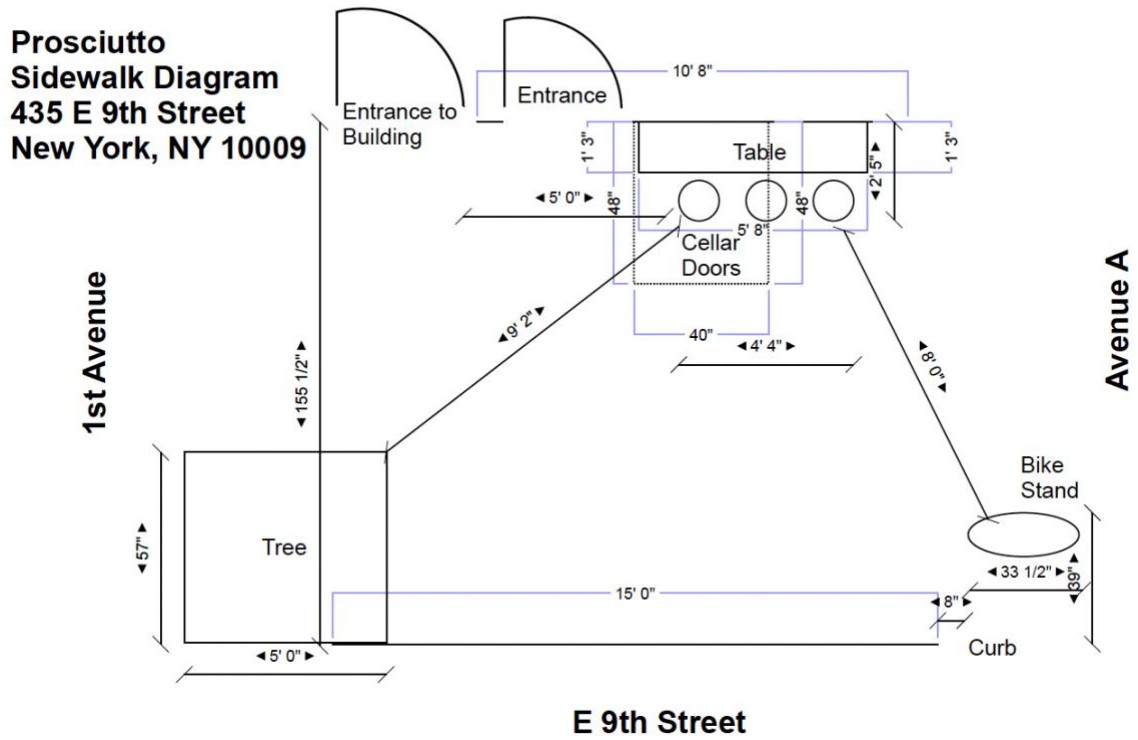 Prosciutto
Sidewalk Diagram
435 E 9th Street
New York, NY 10009
10' 8"
Entrance
Entrance to
Building
1' 3"
Table
1' 3"
2' 5"
5' 0"
48"
48"
5' 8"
Cellar
Doors
9' 2"
40"
4' 4"
8' 0"
155 1/2"
1st Avenue
Avenue A
Bike
Stand
57"
Tree
33 1/2"
39"
15' 0"
8"
Curb
5' 0"
E 9th Street